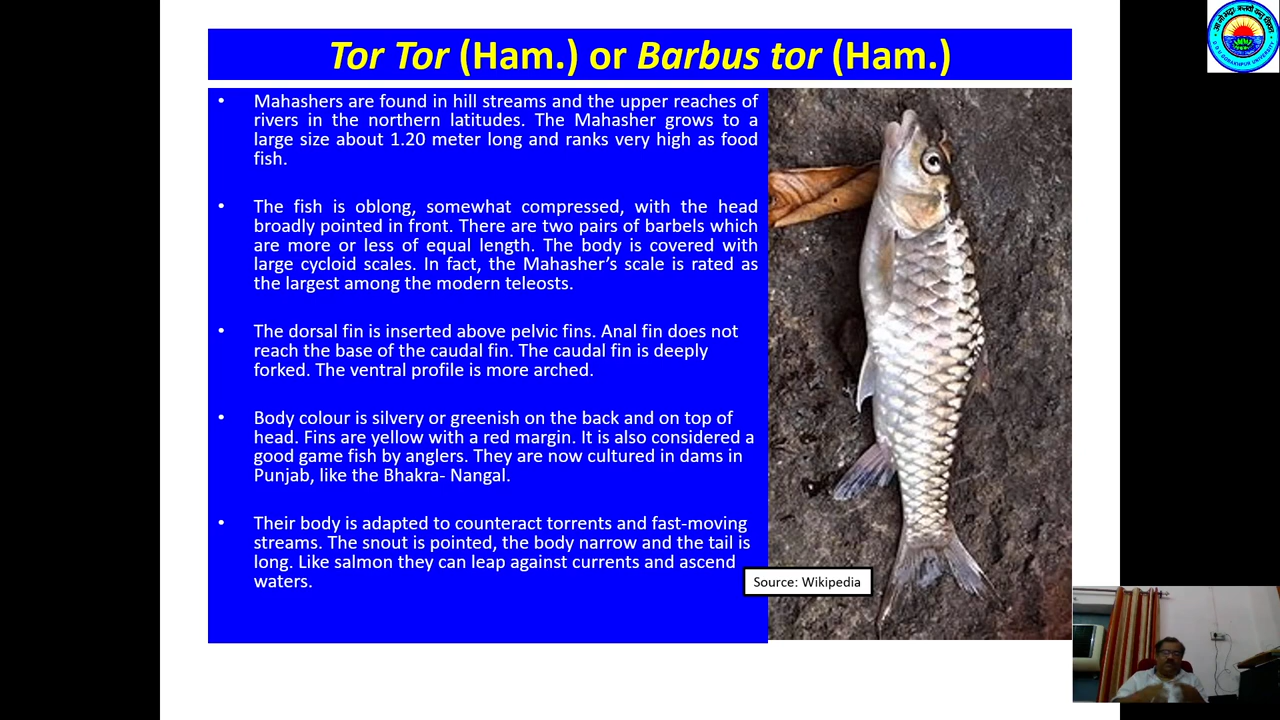 Tor Tor (Ham.) or Barbus tor (Ham.)
• Mahashers are found in hill streams and the upper reaches of
rivers in the northern latitudes. The Mahasher grows to a
large size about 1.20 meter long and ranks very high as food
fish.
• The fish is oblong, somewhat compressed, with the head
broadly pointed in front. There are two pairs of barbels which
are more or less of equal length. The body is covered with
large cycloid scales. In fact, the Mahasher’s scale is rated as
the largest among the modern teleosts.
• The dorsal fin is inserted above pelvic fins. Anal fin does not
reach the base of the caudal fin. The caudal fin is deeply
forked. The ventral profile is more arched.
• Body colour is silvery or greenish on the back and on top of
head. Fins are yellow with a red margin. It is also considered a
good game fish by anglers. They are now cultured in dams in
Punjab, like the Bhakra- Nangal.
• Their body is adapted to counteract torrents and fast-moving
streams. The snout is pointed, the body narrow and the tail is
long. Like salmon they can leap against currents and ascend
waters.
Source: Wikipedia
GORAKHPUR UNIVERSITY